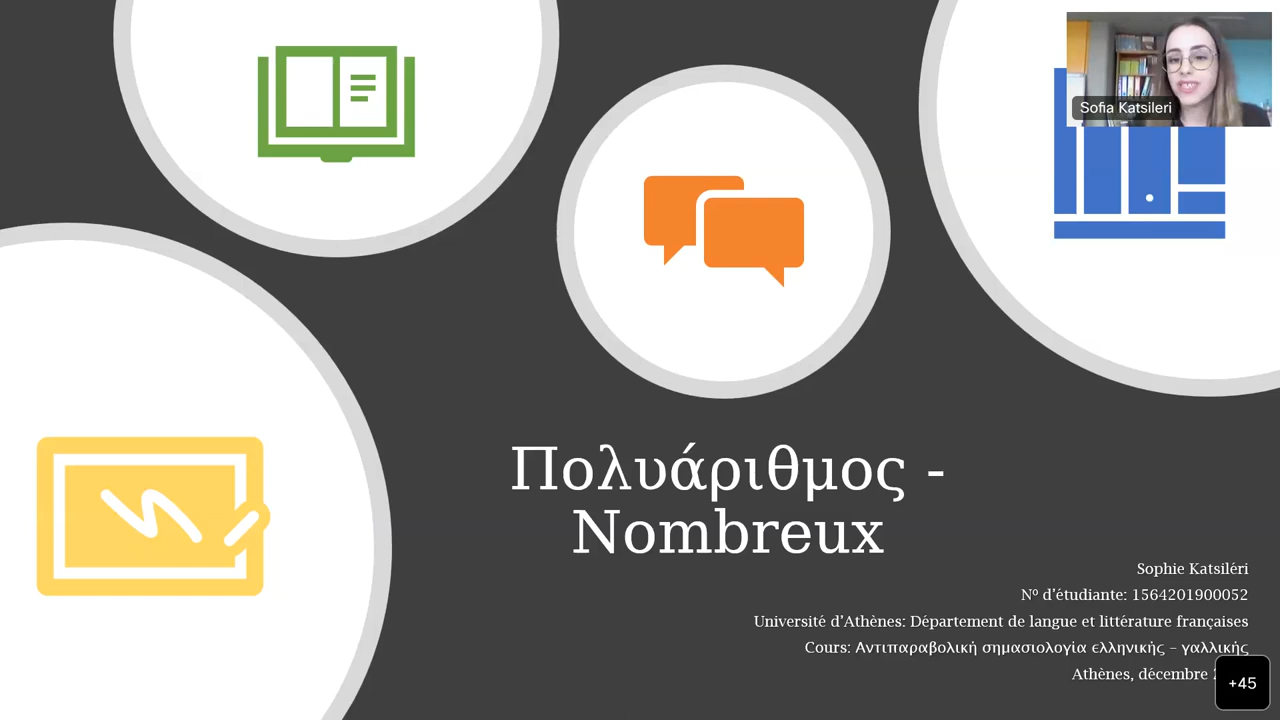 Sofia Katsileri
Πολυάριθμος -
Nombreux
Sophie Katsiléri
Nº d'étudiante: 1564201900052
Université d'Athènes: Département de langue et littérature françaises
Cours: Αντιπαραβολική σημασιολογία ελληνικής – γαλλικής
Athènes, décembre
+45